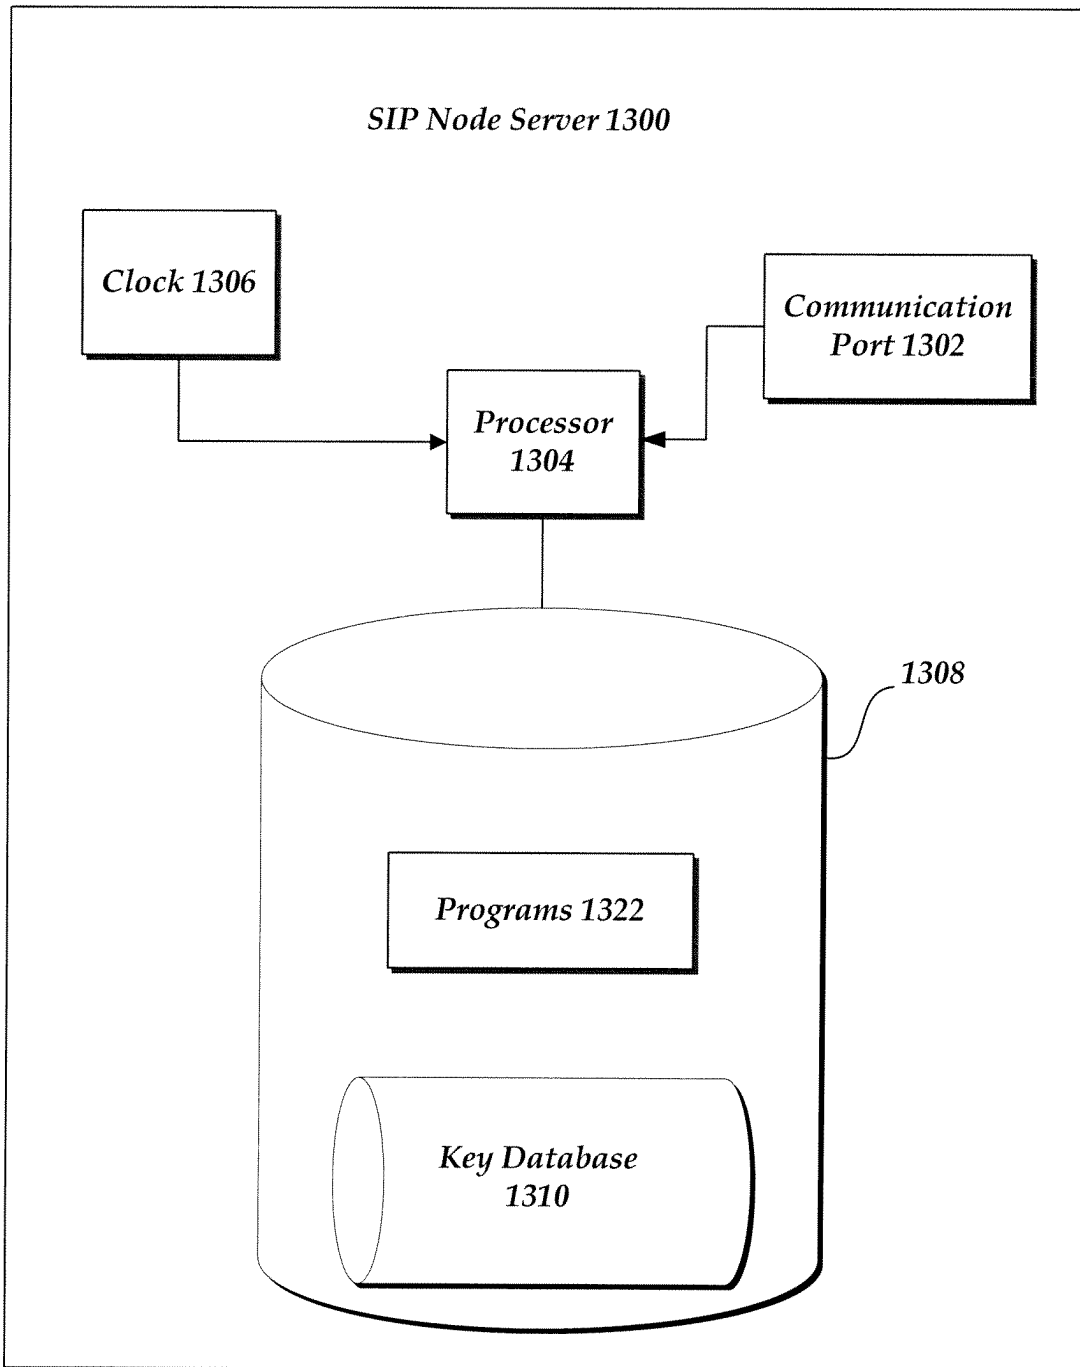 SIP Node Server 1300
Clock 1306
Communication
Port 1302
Processor
1304
1308
Programs 1322
Key Database
1310